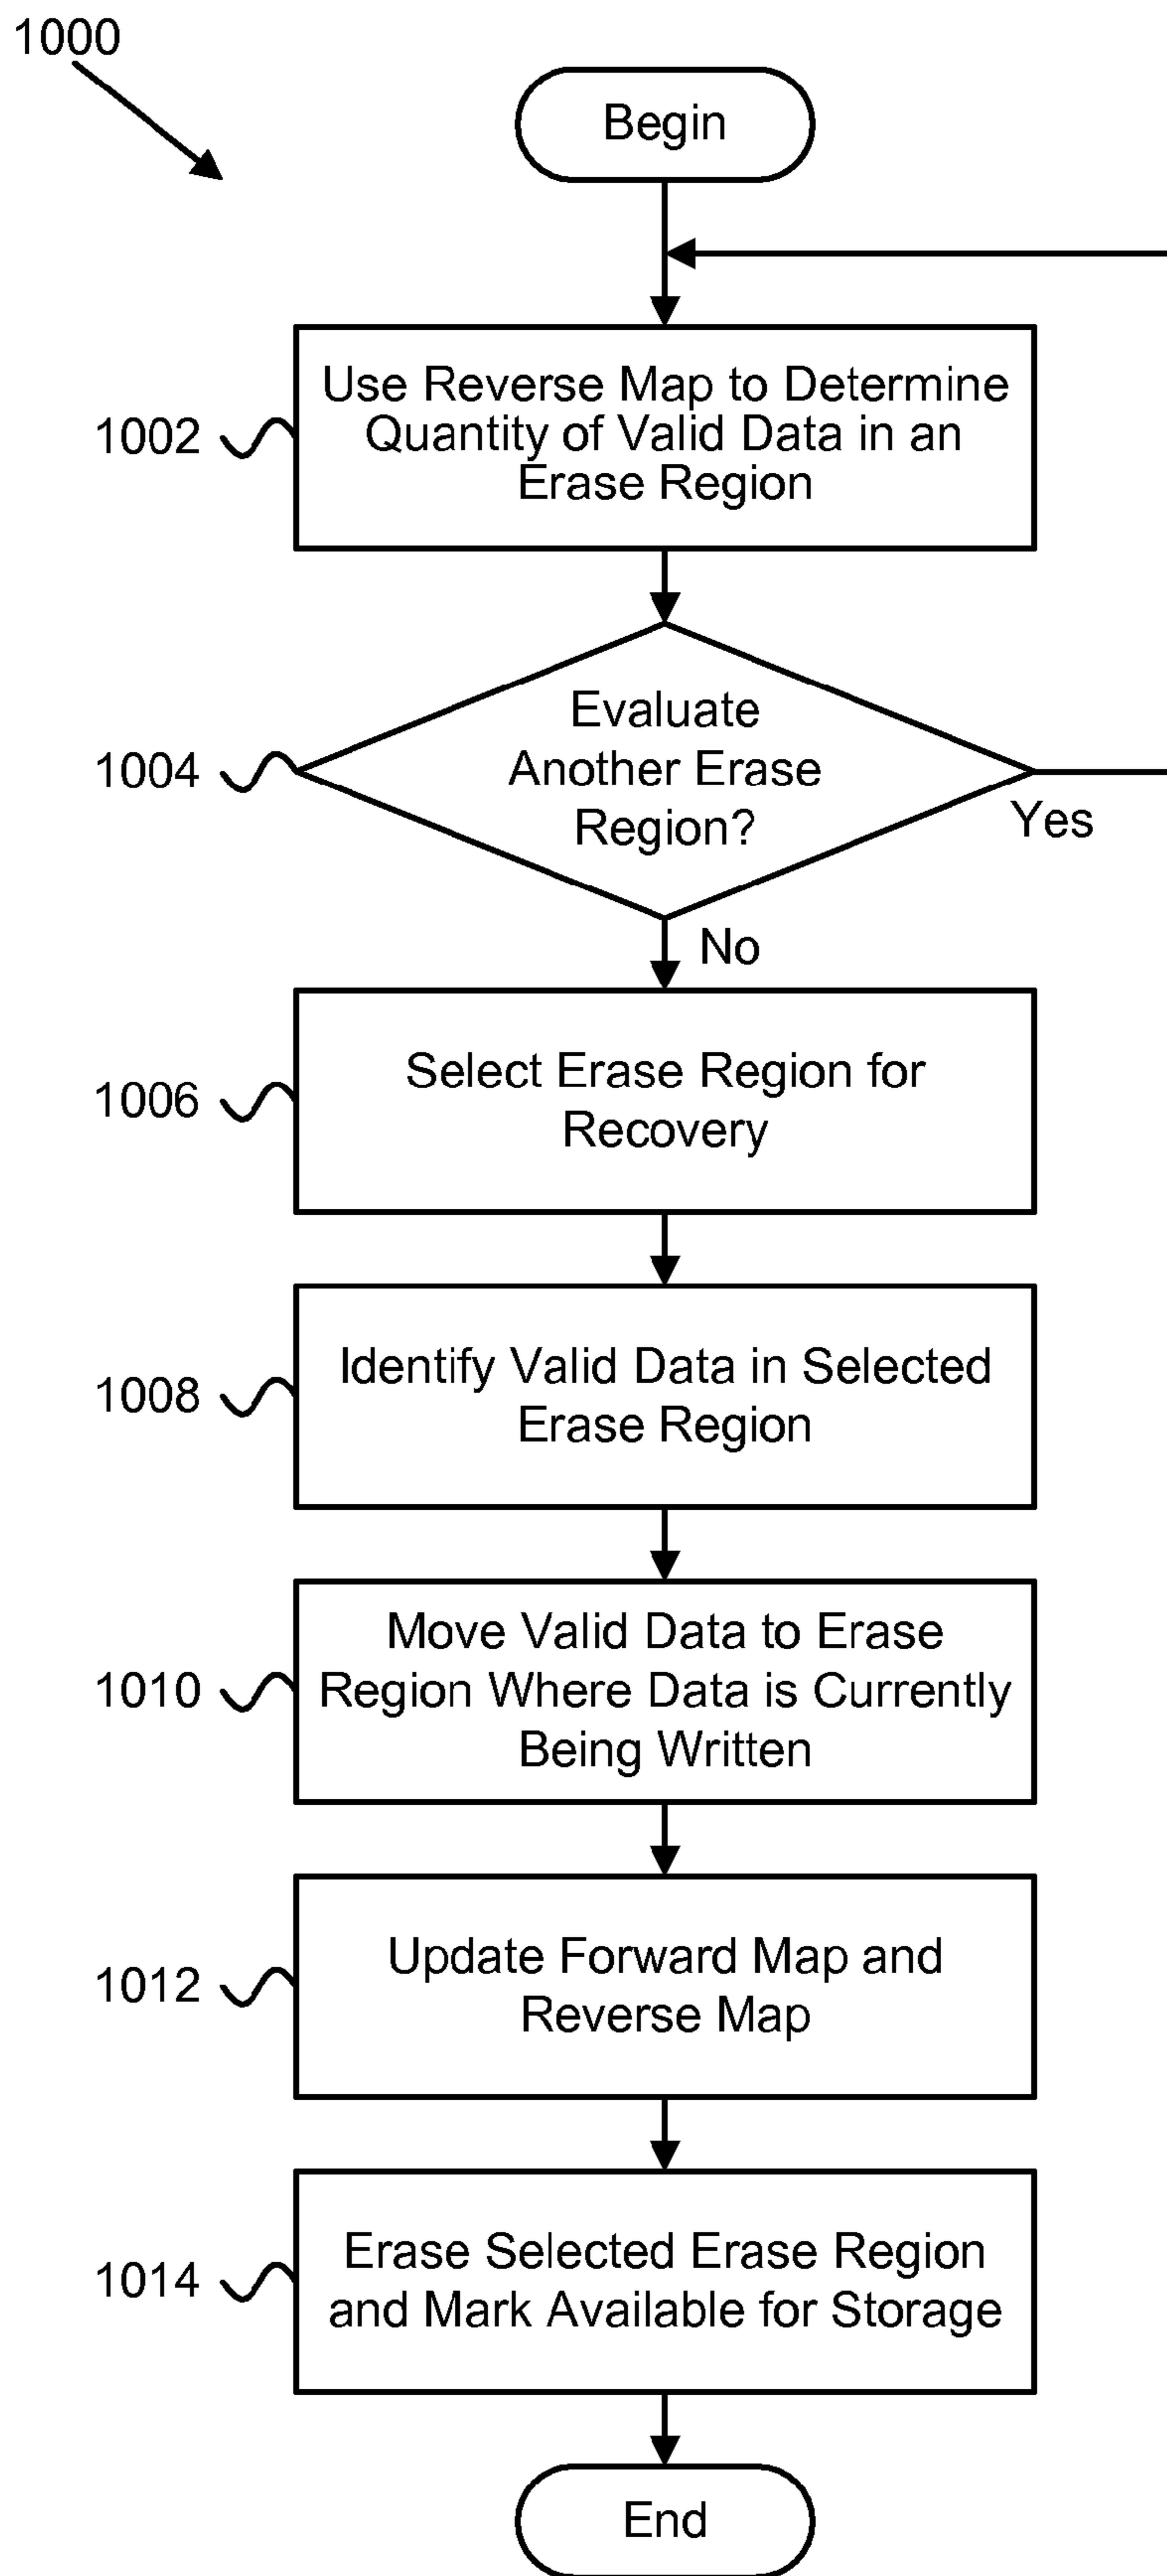 1000
Begin
Use Reverse Map to Determine
Quantity of Valid Data in an
Erase Region
1002
Evaluate
Another Erase
Region?
1004
Yes
No
Select Erase Region for
Recovery
1006
Identify Valid Data in Selected
Erase Region
1008
Move Valid Data to Erase
Region Where Data is Currently
Being Written
1010
Update Forward Map and
Reverse Map
1012
Erase Selected Erase Region
and Mark Available for Storage
1014
End